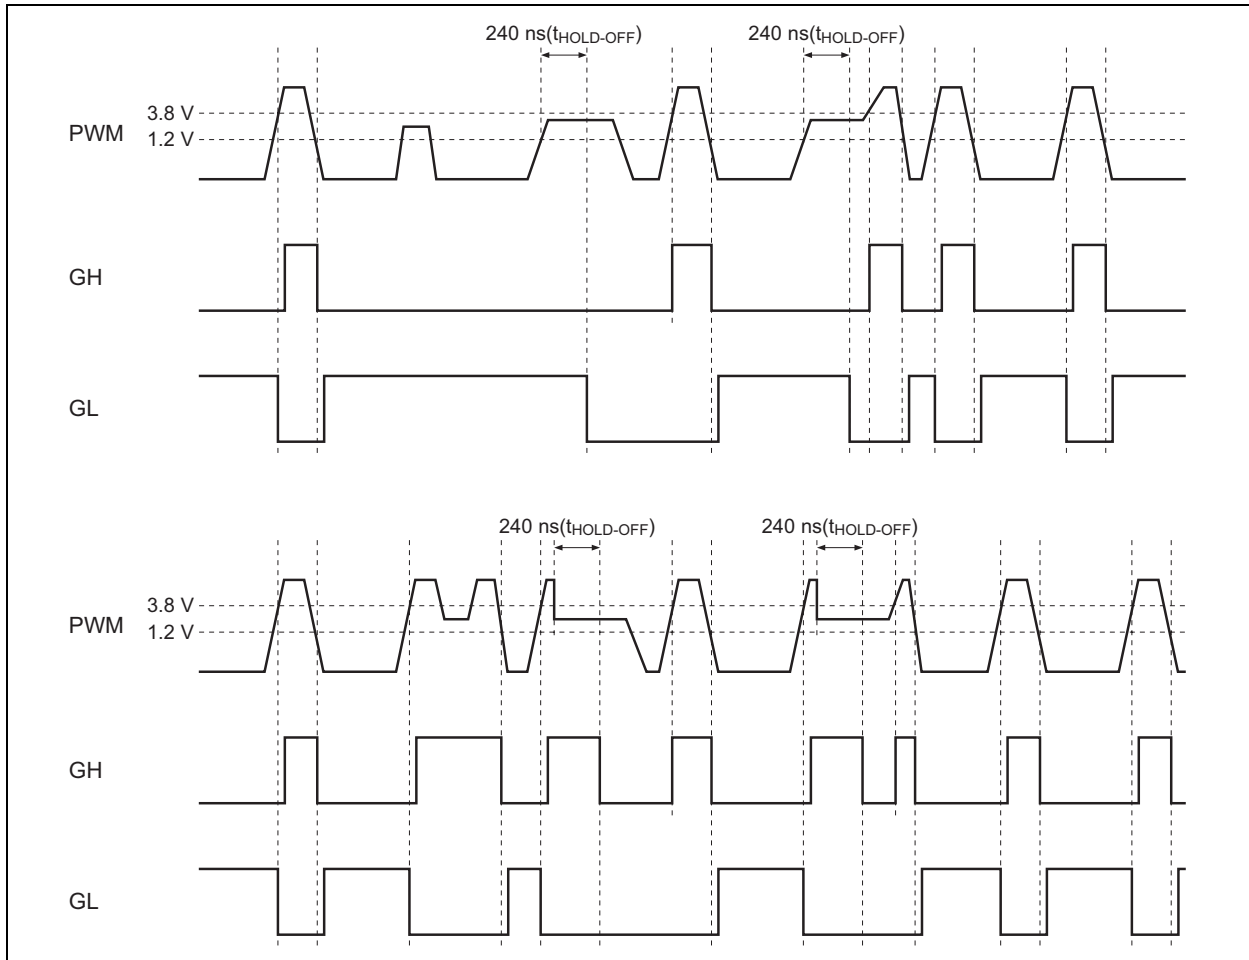 240 ns(tHOLD-OFF) 240 ns(tHOLD-OFF)
3.8 V
PWM
1.2 V
GH
GL
240 ns(tHOLD-OFF) 240 ns(tHOLD-OFF)
3.8 V
PWM
1.2 V
GH
GL